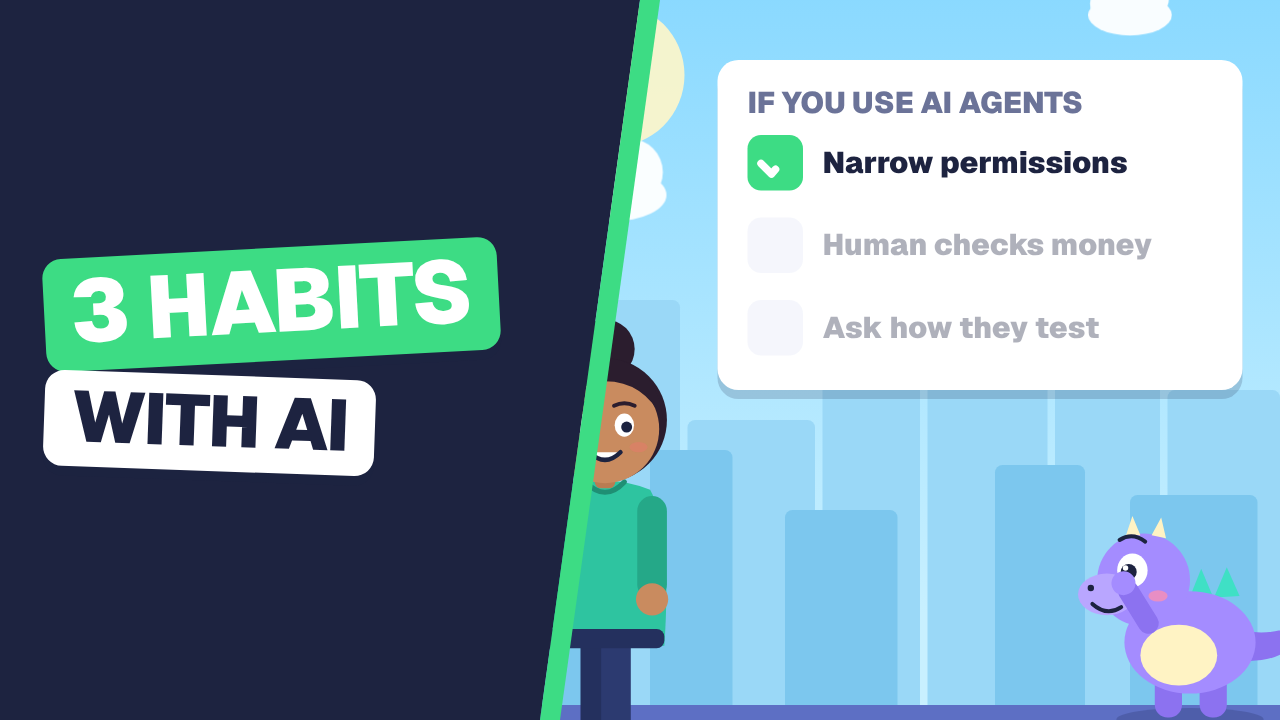 3 HABITS
WITH AI
IF YOU USE AI AGENTS
Narrow permissions
Human checks money
Ask how they test